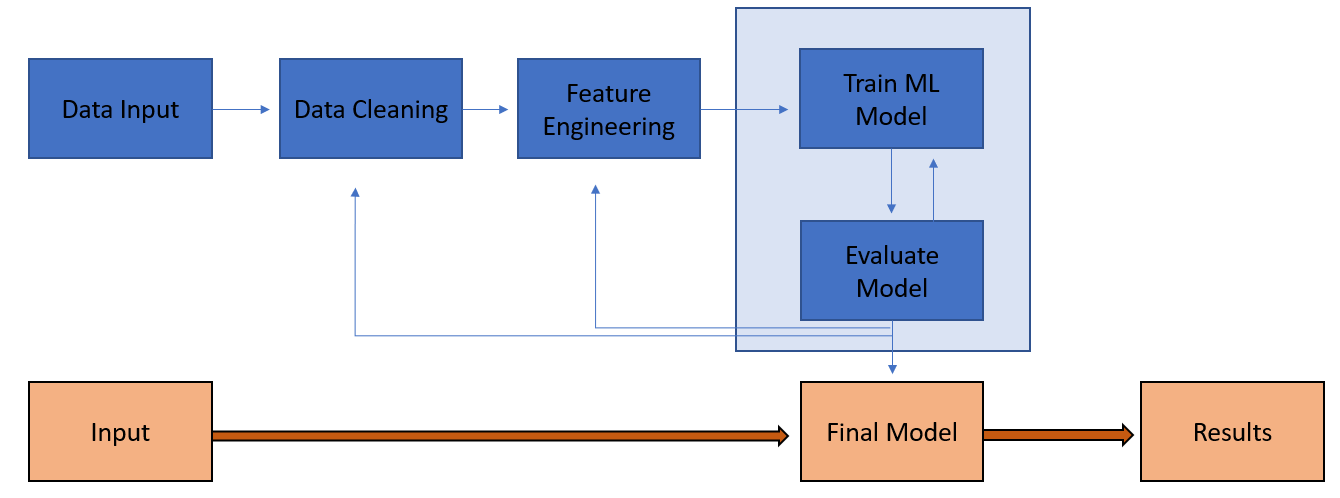 Data Input
Data Cleaning
Feature
Engineering
Train ML
Model
Evaluate
Model
Input
Final Model
Results